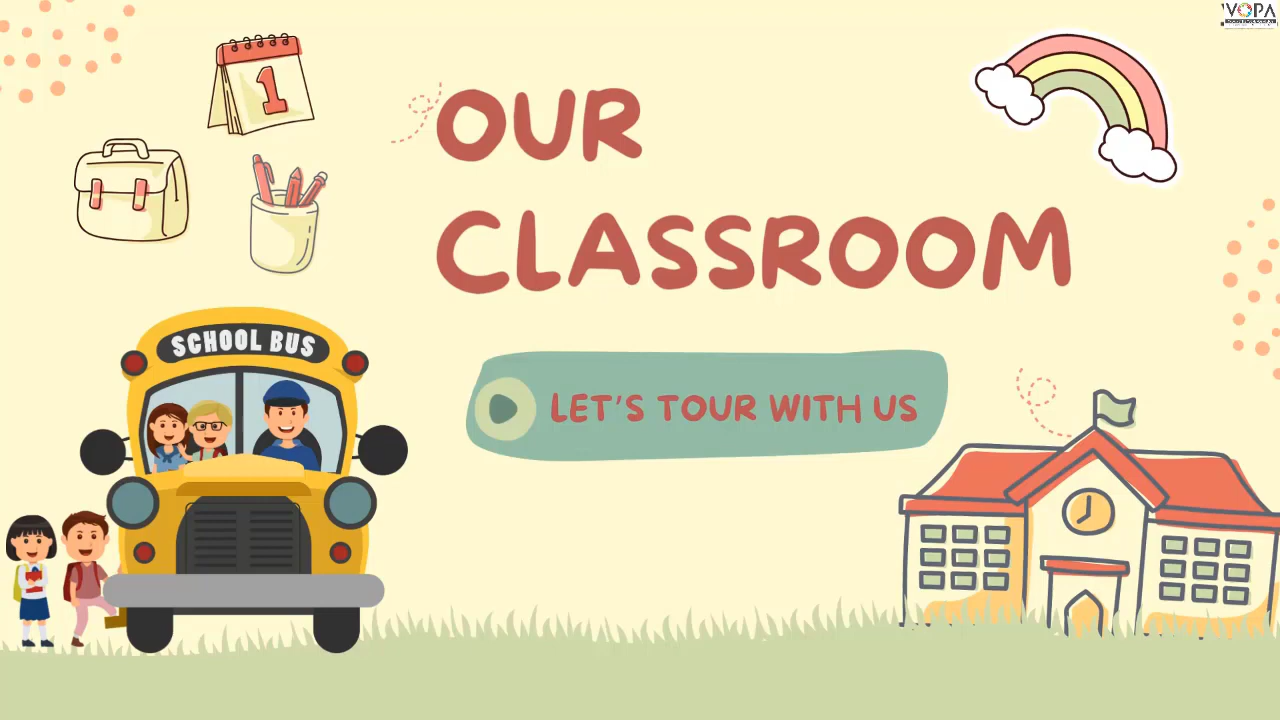 VOPA
1
OUR
CLASSROOM
SCHOOL BUS
LET'S TOUR WITH US